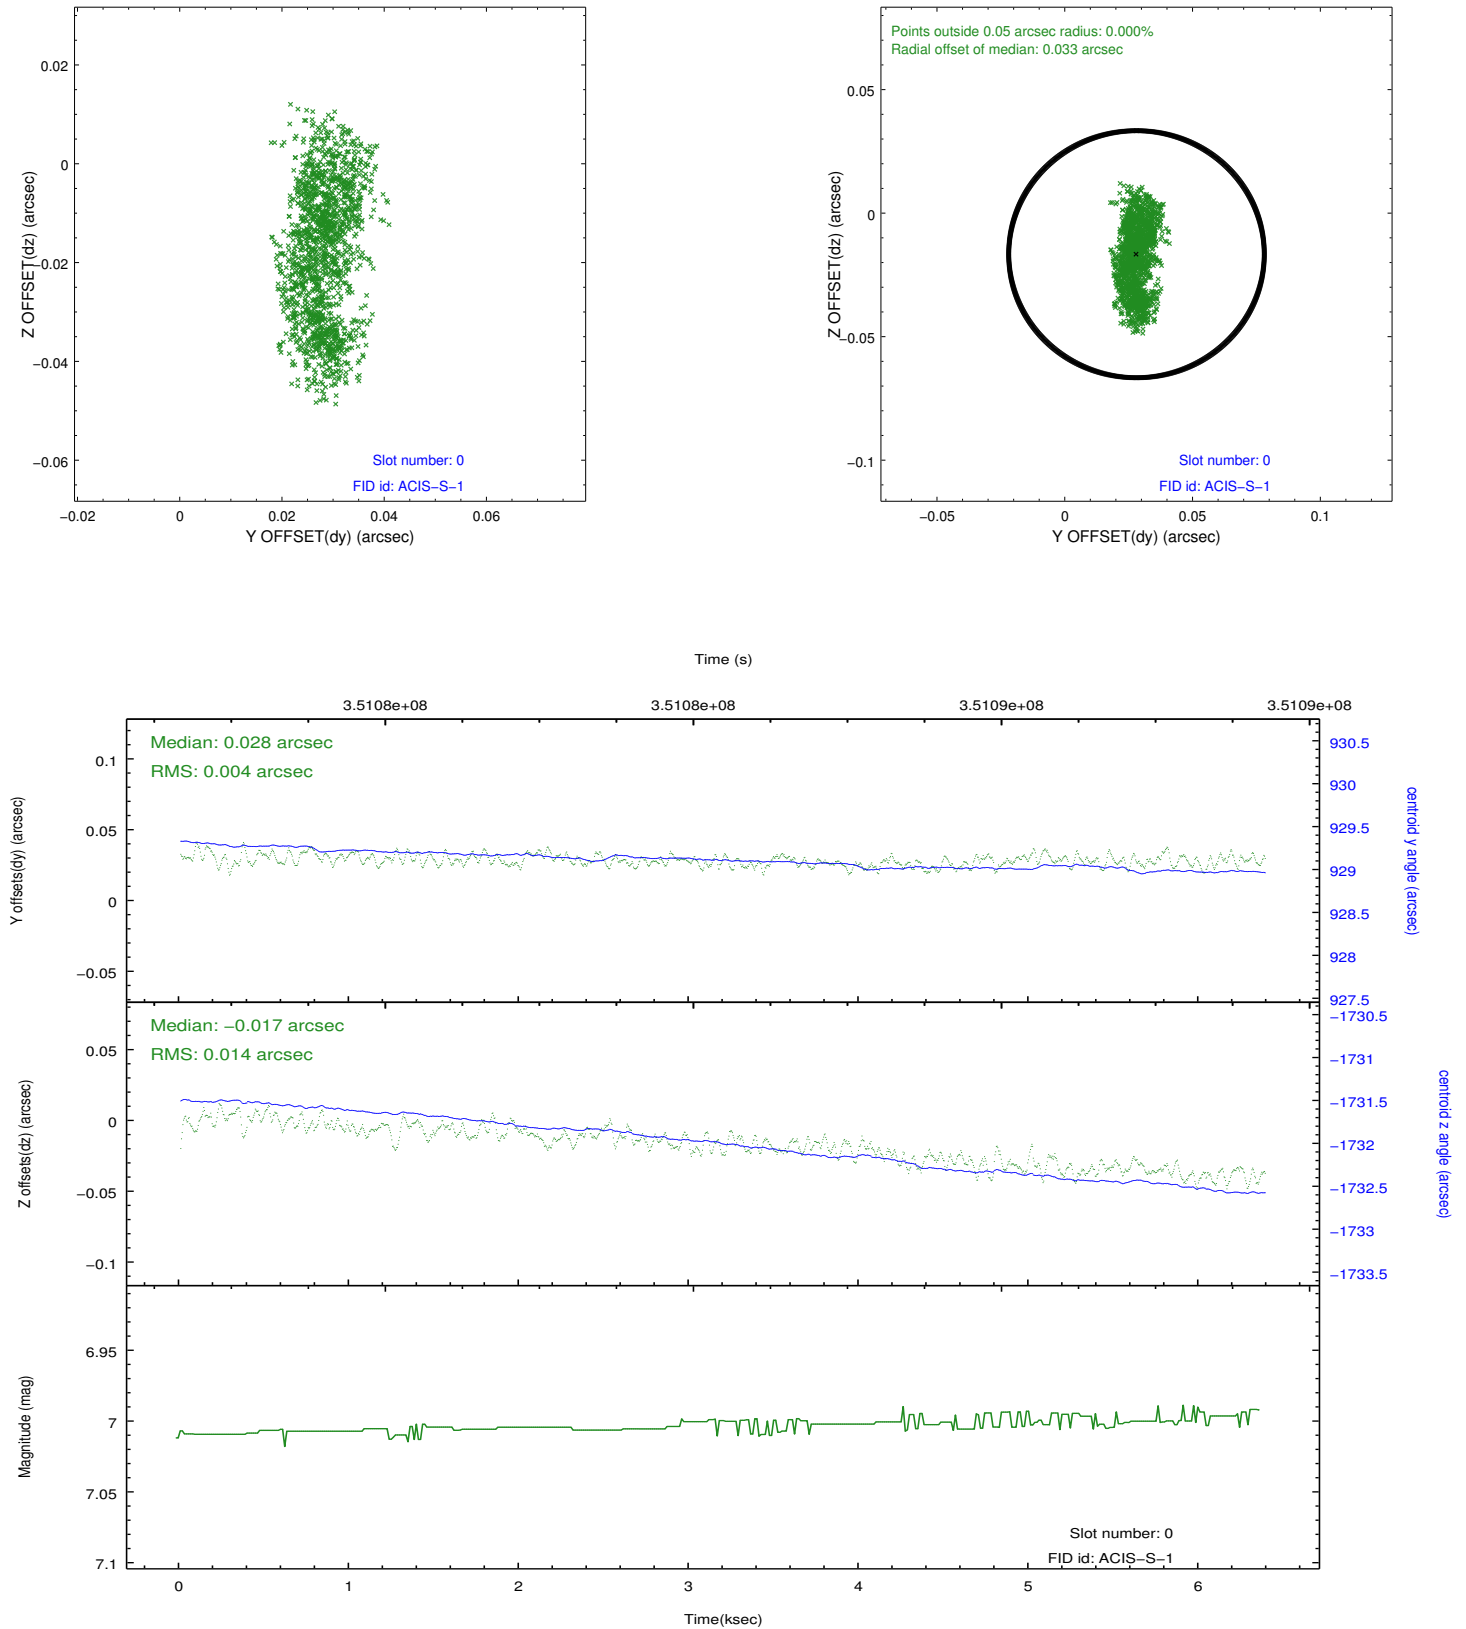 0.02
0
−0.02
−0.04
−0.06
Z OFFSET(dz) (arcsec)
Slot number: 0
FID id: ACIS−S−1
−0.02 0 0.02 0.04 0.06
Y OFFSET(dy) (arcsec)
Points outside 0.05 arcsec radius: 0.000%
Radial offset of median: 0.033 arcsec
0.05
0
−0.05
−0.1
Z OFFSET(dz) (arcsec)
Slot number: 0
FID id: ACIS−S−1
−0.05 0 0.05 0.1
Y OFFSET(dy) (arcsec)
Time (s)
3.5108e+08 3.5108e+08 3.5109e+08 3.5109e+08
Median: 0.028 arcsec
RMS: 0.004 arcsec
0.1
0.05
0
−0.05
Y offsets(dy) (arcsec)
930.5
930
929.5
929
928.5
928
927.5
centroid y angle (arcsec)
Median: −0.017 arcsec
RMS: 0.014 arcsec
0.05
0
−0.05
−0.1
Z offsets(dz) (arcsec)
−1730.5
−1731
−1731.5
−1732
−1732.5
−1733
−1733.5
centroid z angle (arcsec)
6.95
7
7.05
7.1
Magnitude (mag)
Slot number: 0
FID id: ACIS−S−1
0 1 2 3 4 5 6
Time(ksec)